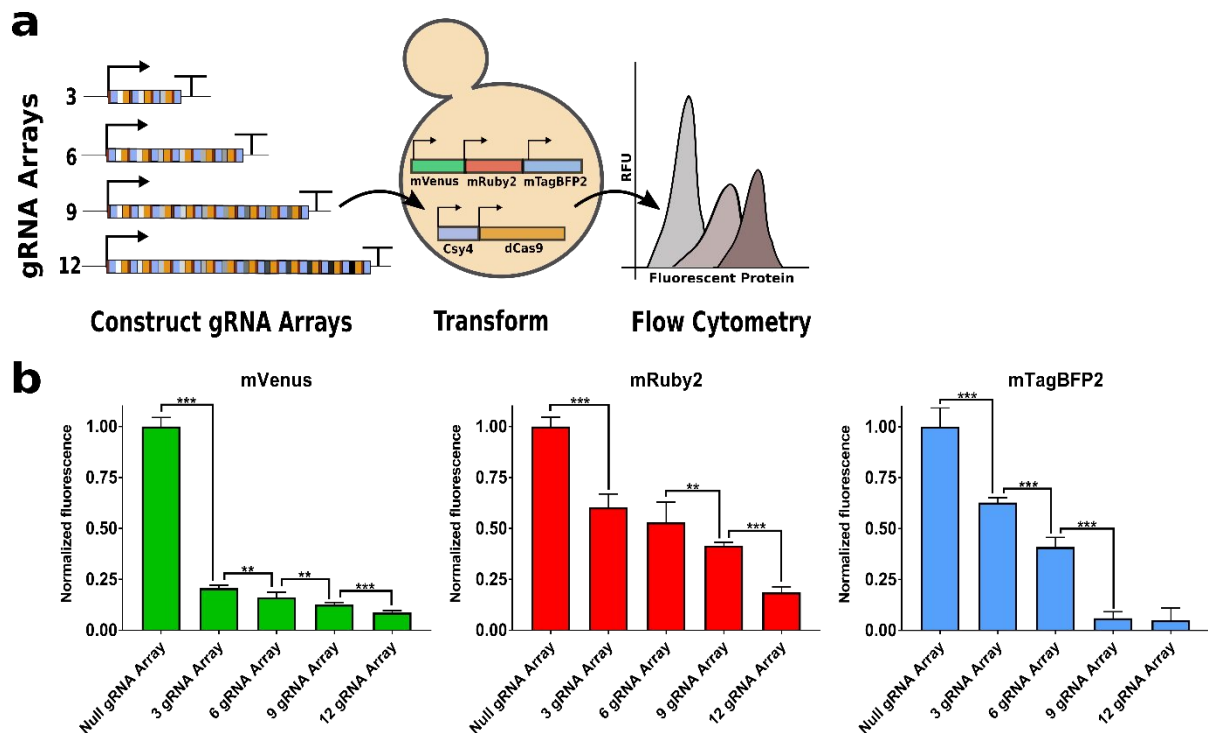 a
gRNA Arrays
3
6
9
12
mVenus mRuby2 mTagBFP2
Csy4 dCas9
RFU
Fluorescent Protein
Construct gRNA Arrays Transform Flow Cytometry
b
mVenus
Normalized fluorescence
1.00
0.75
0.50
0.25
0.00
***
**
**
***
Null gRNA Array
3 gRNA Array
6 gRNA Array
9 gRNA Array
12 gRNA Array
mRuby2
Normalized fluorescence
1.00
0.75
0.50
0.25
0.00
***
**
***
Null gRNA Array
3 gRNA Array
6 gRNA Array
9 gRNA Array
12 gRNA Array
mTagBFP2
Normalized fluorescence
1.00
0.75
0.50
0.25
0.00
***
***
***
Null gRNA Array
3 gRNA Array
6 gRNA Array
9 gRNA Array
12 gRNA Array